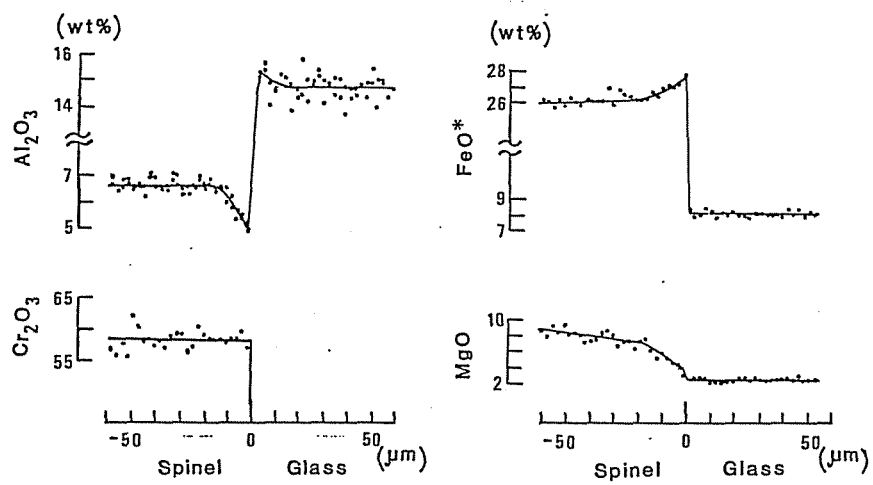 (wt%)
16
14
Al₂O₃
7
5
65
55
Cr₂O₃
-50 0 50
(μm)
Spinel Glass
(wt%)
28
26
FeO*
9
7
10
2
MgO
-50 0 50
(μm)
Spinel Glass